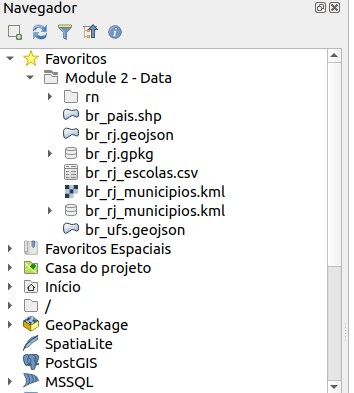 Navegador
Favoritos
Module 2 - Data
rn
br_pais.shp
br_rj.geojson
br_rj.gpkg
br_rj_escolas.csv
br_rj_municipios.kml
br_rj_municipios.kml
br_ufs.geojson
Favoritos Espaciais
Casa do projeto
Início
/
GeoPackage
SpatiaLite
PostGIS
MSSQL